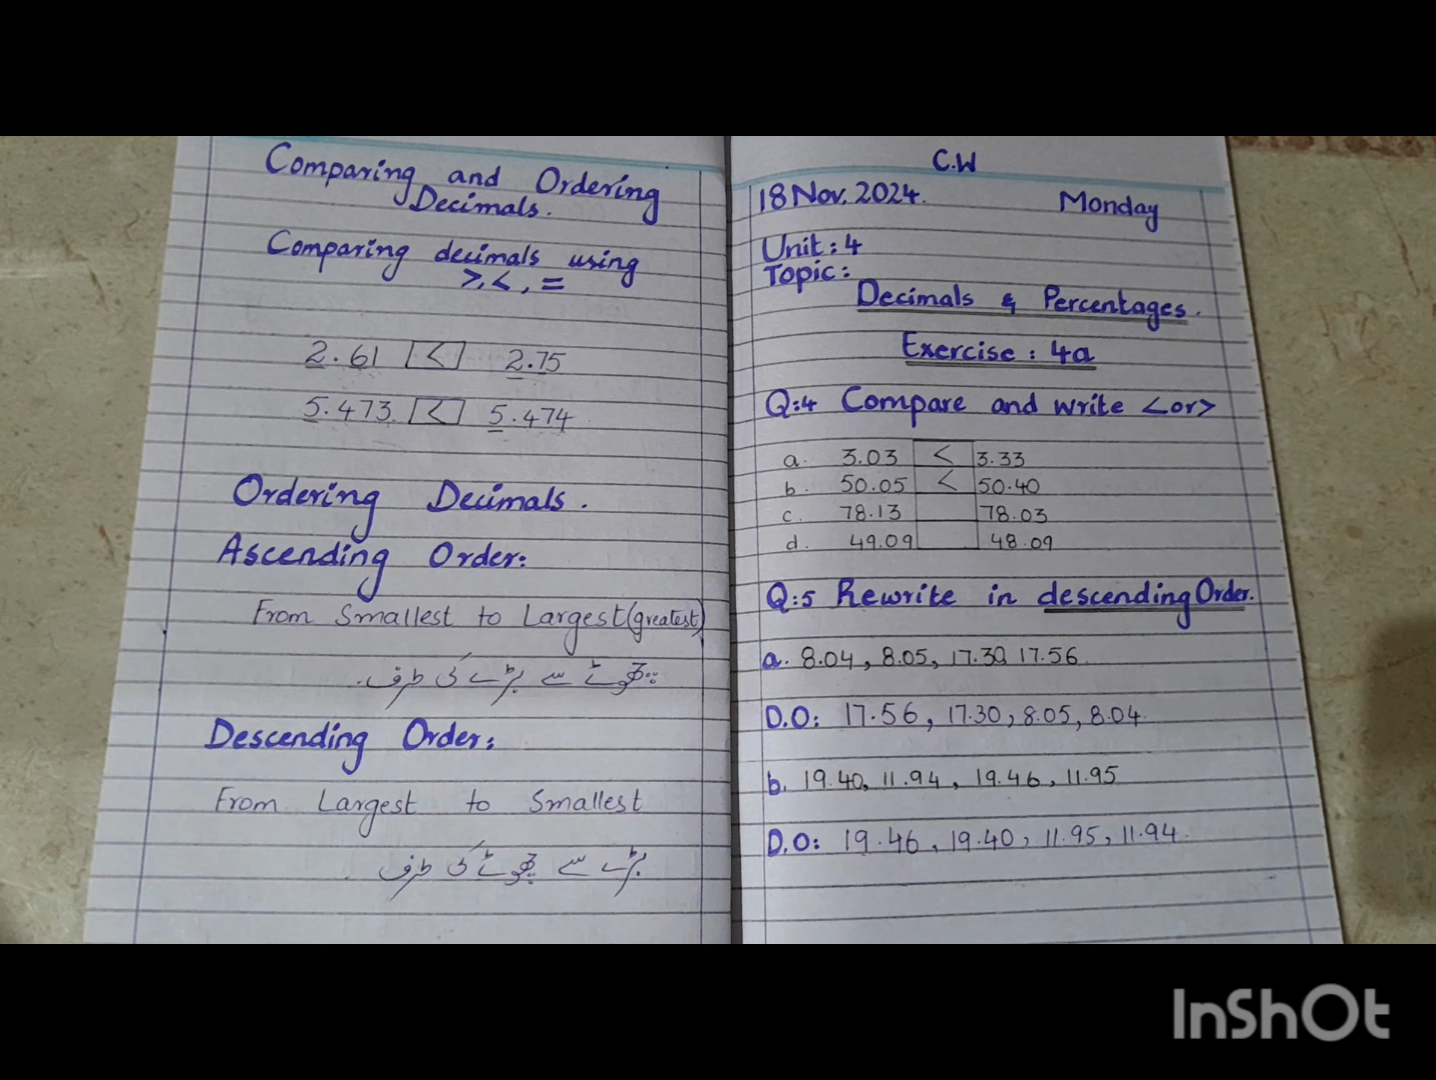 Comparing and Ordering
Decimals.
Comparing decimals using
>, <, =
2.61 < 2.75
5.473 < 5.474
Ordering Decimals.
Ascending Order:
From Smallest to Largest (greatest)
چھوٹے سے بڑے کی طرف.
Descending Order:
From Largest to Smallest
بڑے سے چھوٹے کی طرف.
C.W
18 Nov. 2024. Monday
Unit: 4
Topic:
Decimals & Percentages.
Exercise: 4a
Q:4 Compare and write <or>
a. 3.03 < 3.33
b. 50.05 < 50.40
c. 78.13 78.03
d. 49.09 48.09
Q:5 Rewrite in descending Order.
a. 8.04, 8.05, 17.30, 17.56
D.O: 17.56, 17.30, 8.05, 8.04
b. 19.40, 11.94, 19.46, 11.95
D.O: 19.46, 19.40, 11.95, 11.94.
InShOt